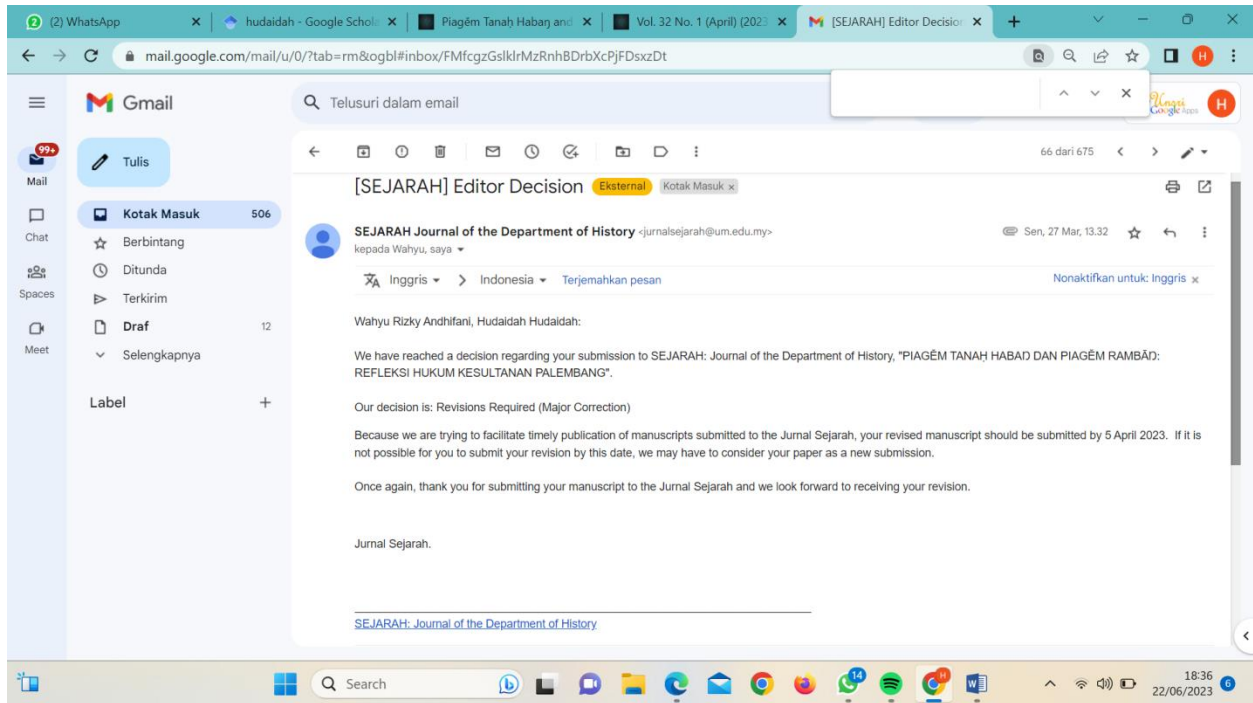 (2) WhatsApp
hudaidah - Google Schola
Piagêm Tanaḥ Habaṇ and
Vol. 32 No. 1 (April) (2023
[SEJARAH] Editor Decision
mail.google.com/mail/u/0/?tab=rm&ogbl#inbox/FMfcgzGslklrMzRnhBDrbXcPjFDsxzDt
H
Gmail
Telusuri dalam email
Google Apps
H
99+
Mail
Chat
Spaces
Meet
Tulis
Kotak Masuk 506
Berbintang
Ditunda
Terkirim
Draf 12
Selengkapnya
Label
66 dari 675
[SEJARAH] Editor Decision Eksternal Kotak Masuk x
SEJARAH Journal of the Department of History <jurnalsejarah@um.edu.my>
Sen, 27 Mar, 13.32
kepada Wahyu, saya
Inggris > Indonesia Terjemahkan pesan
Nonaktifkan untuk: Inggris x
Wahyu Rizky Andhifani, Hudaidah Hudaidah:
We have reached a decision regarding your submission to SEJARAH: Journal of the Department of History, "PIAGÊM TANAḤ HABAD DAN PIAGÊM RAMBĀD:
REFLEKSI HUKUM KESULTANAN PALEMBANG".
Our decision is: Revisions Required (Major Correction)
Because we are trying to facilitate timely publication of manuscripts submitted to the Jurnal Sejarah, your revised manuscript should be submitted by 5 April 2023. If it is
not possible for you to submit your revision by this date, we may have to consider your paper as a new submission.
Once again, thank you for submitting your manuscript to the Jurnal Sejarah and we look forward to receiving your revision.
Jurnal Sejarah.
SEJARAH: Journal of the Department of History
Search
14
18:36
22/06/2023
6